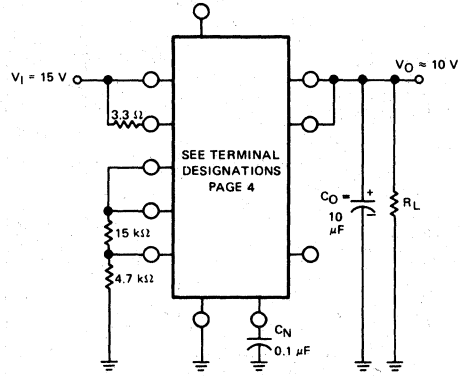 V_I = 15 V
V_O ≈ 10 V
3.3 Ω
SEE TERMINAL
DESIGNATIONS
PAGE 4
C_O =
10
μF
+
−
R_L
15 kΩ
4.7 kΩ
C_N
0.1 μF